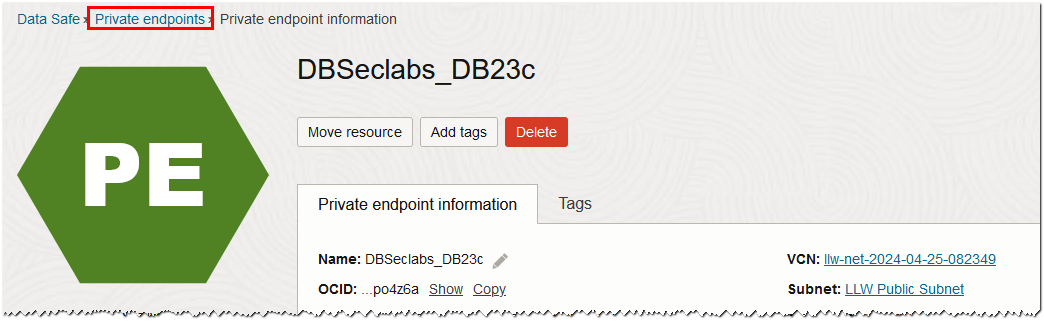 Data Safe » Private endpoints » Private endpoint information
PE
DBSeclabs_DB23c
Move resource Add tags Delete
Private endpoint information Tags
Name: DBSeclabs_DB23c VCN: llw-net-2024-04-25-082349
OCID: ...po4z6a Show Copy Subnet: LLW Public Subnet